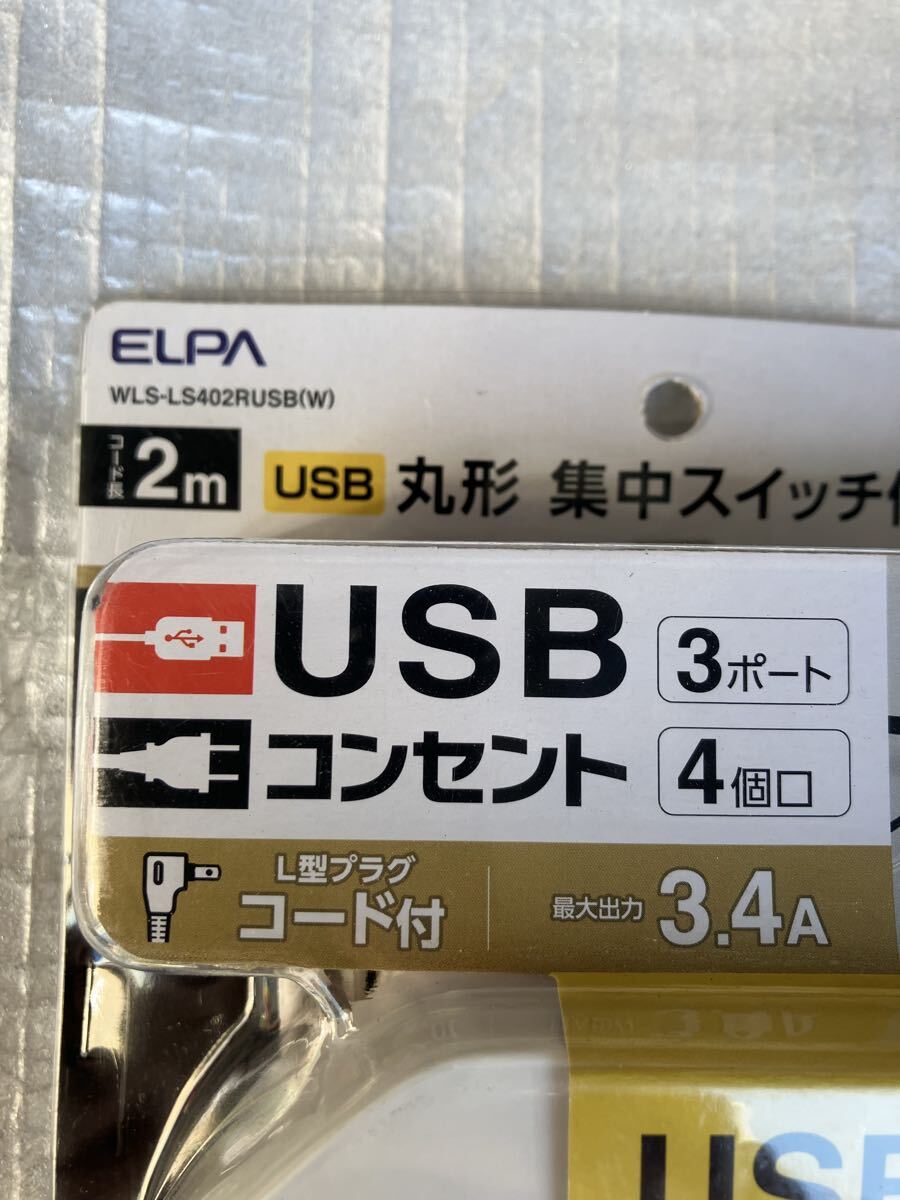 ELPA
WLS-LS402RUSB(W)
コード長 2m
USB 丸形 集中スイッチ
USB 3ポート
コンセント 4個口
L型プラグ
コード付
最大出力 3.4A
USB